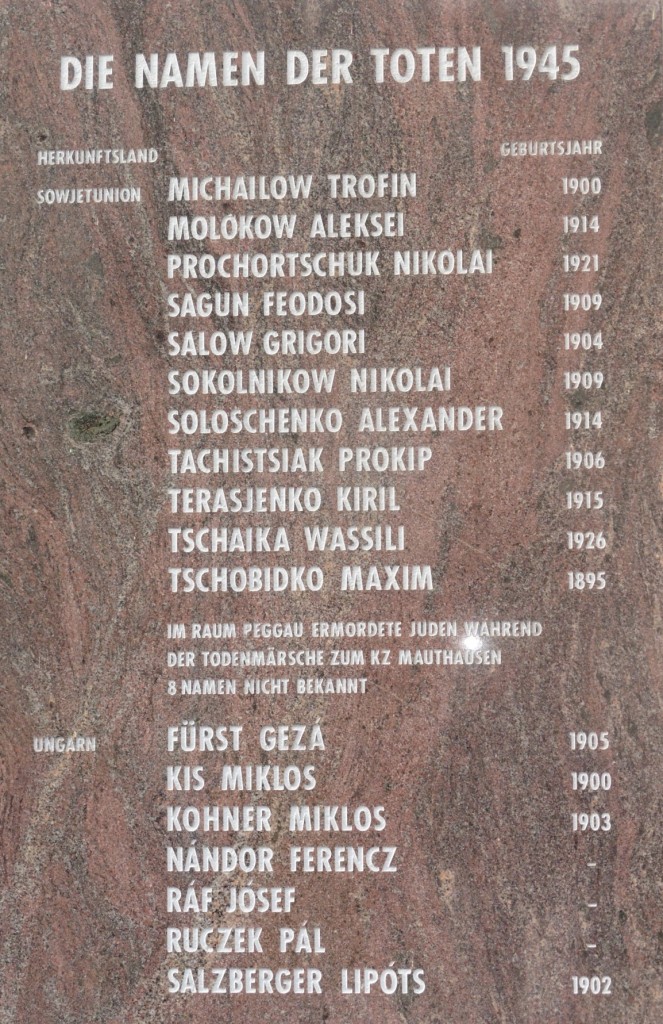 DIE NAMEN DER TOTEN 1945
HERKUNFTSLAND GEBURTSJAHR
SOWJETUNION MICHAILOW TROFIN 1900
MOLOKOW ALEKSEI 1914
PROCHORTSCHUK NIKOLAI 1921
SAGUN FEODOSI 1909
SALOW GRIGORI 1904
SOKOLNIKOW NIKOLAI 1909
SOLOSCHENKO ALEXANDER 1914
TACHISTSIAK PROKIP 1906
TERASJENKO KIRIL 1915
TSCHAIKA WASSILI 1926
TSCHOBIDKO MAXIM 1895
IM RAUM PEGGAU ERMORDETE JUDEN WÄHREND
DER TODENMÄRSCHE ZUM KZ MAUTHAUSEN
8 NAMEN NICHT BEKANNT
UNGARN FÜRST GEZÁ 1905
KIS MIKLOS 1900
KOHNER MIKLOS 1903
NÁNDOR FERENCZ -
RÁF JOSEF -
RUCZEK PÁL -
SALZBERGER LIPÓTS 1902